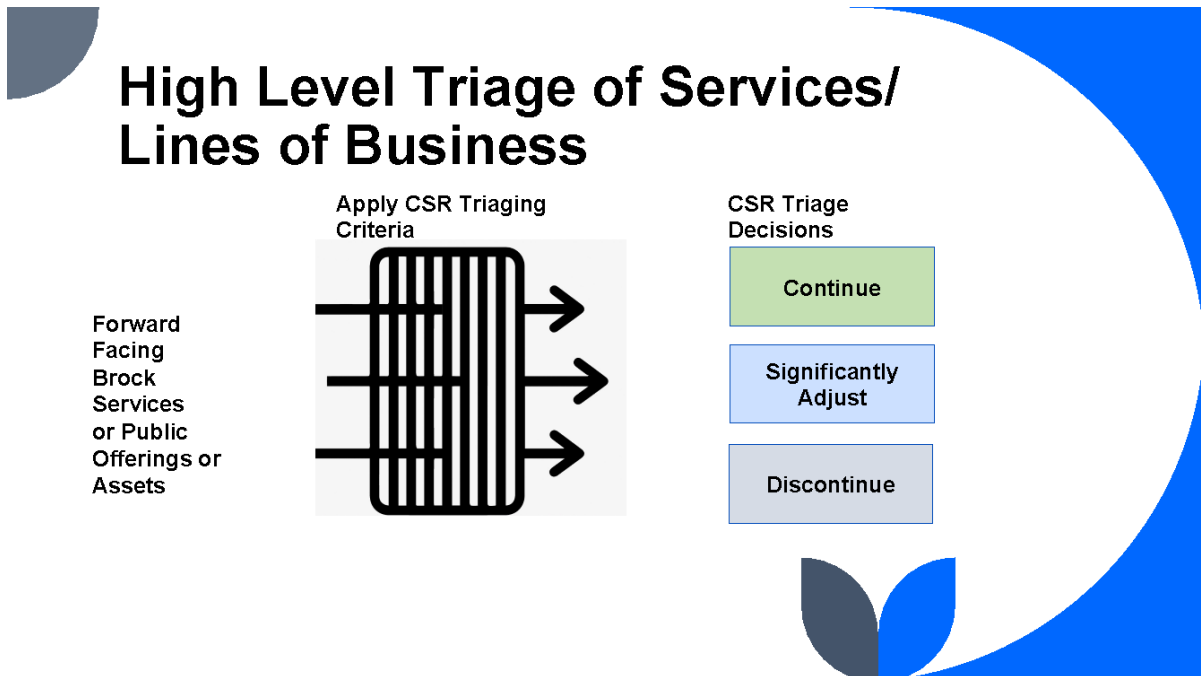 High Level Triage of Services/
Lines of Business
Apply CSR Triaging
Criteria
CSR Triage
Decisions
Forward
Facing
Brock
Services
or Public
Offerings or
Assets
Continue
Significantly
Adjust
Discontinue